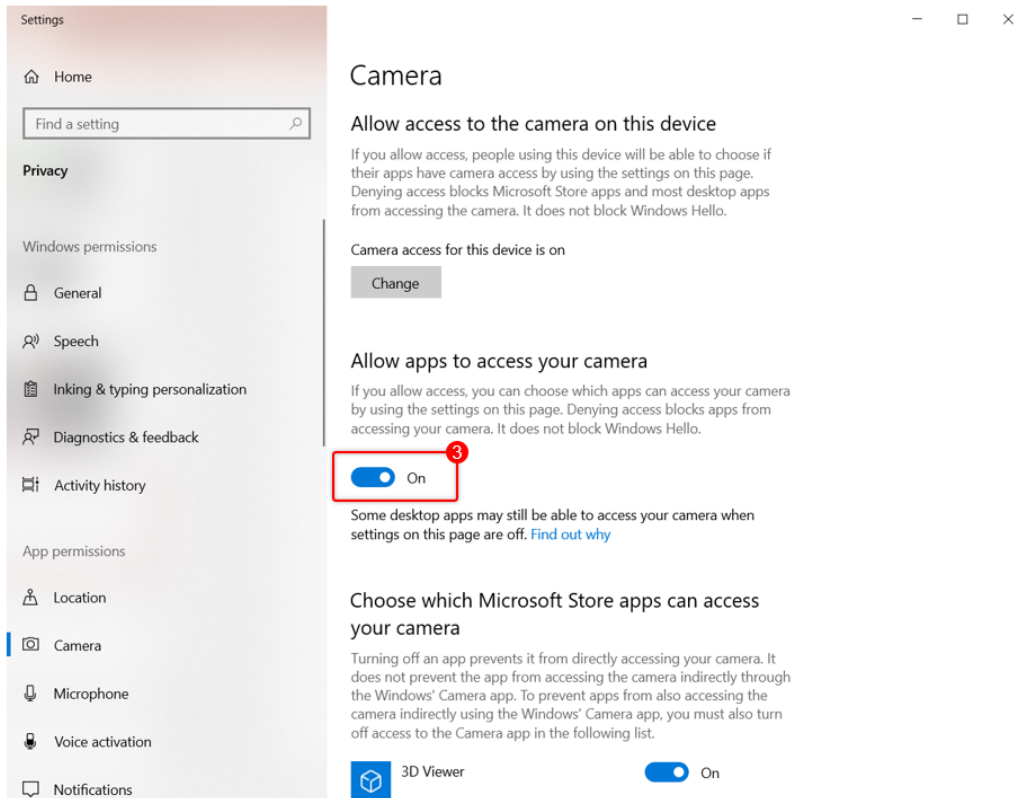 Settings
Home
Find a setting
Privacy
Windows permissions
General
Speech
Inking & typing personalization
Diagnostics & feedback
Activity history
App permissions
Location
Camera
Microphone
Voice activation
Notifications
Camera
Allow access to the camera on this device
If you allow access, people using this device will be able to choose if
their apps have camera access by using the settings on this page.
Denying access blocks Microsoft Store apps and most desktop apps
from accessing the camera. It does not block Windows Hello.
Camera access for this device is on
Change
Allow apps to access your camera
If you allow access, you can choose which apps can access your camera
by using the settings on this page. Denying access blocks apps from
accessing your camera. It does not block Windows Hello.
3
On
Some desktop apps may still be able to access your camera when
settings on this page are off. Find out why
Choose which Microsoft Store apps can access
your camera
Turning off an app prevents it from directly accessing your camera. It
does not prevent the app from accessing the camera indirectly through
the Windows' Camera app. To prevent apps from also accessing the
camera indirectly using the Windows' Camera app, you must also turn
off access to the Camera app in the following list.
3D Viewer On